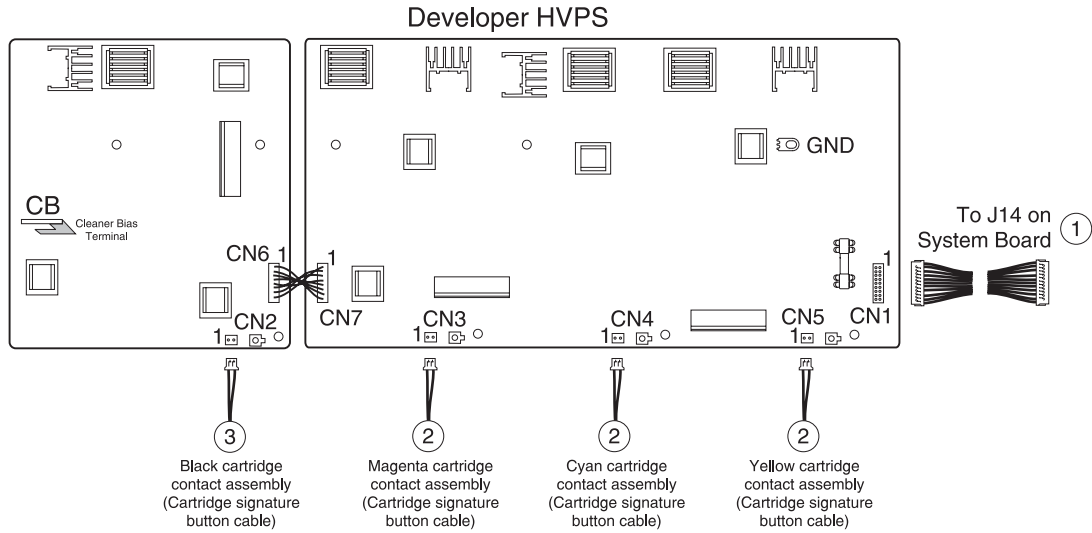 Developer HVPS
GND
CB
Cleaner Bias
Terminal
To J14 on
System Board
1
CN6
1
1
1
CN7
CN2
1
CN3
1
CN4
1
CN5
1
CN1
3
2
2
2
Black cartridge
contact assembly
(Cartridge signature
button cable)
Magenta cartridge
contact assembly
(Cartridge signature
button cable)
Cyan cartridge
contact assembly
(Cartridge signature
button cable)
Yellow cartridge
contact assembly
(Cartridge signature
button cable)